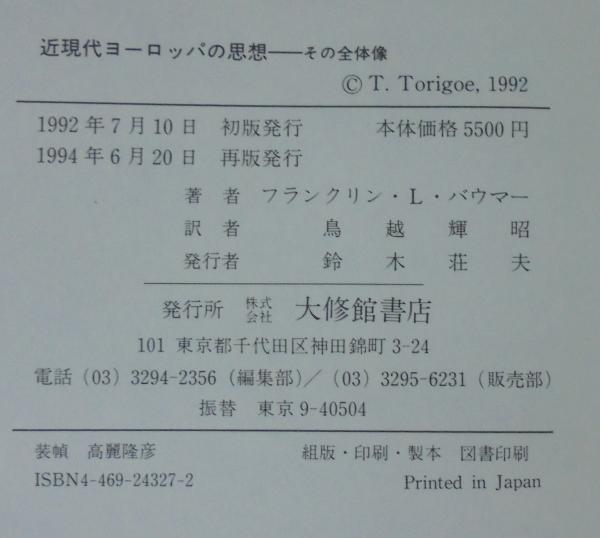 近現代ヨーロッパの思想——その全体像
© T. Torigoe, 1992
1992年7月10日 初版発行 本体価格5500円
1994年6月20日 再版発行
著者 フランクリン・L・バウマー
訳者 鳥越輝昭
発行者 鈴木荘夫
発行所 株式会社 大修館書店
101 東京都千代田区神田錦町3-24
電話(03)3294-2356(編集部)／(03)3295-6231(販売部)
振替 東京9-40504
装幀 高麗隆彦 組版・印刷・製本 図書印刷
ISBN4-469-24327-2 Printed in Japan